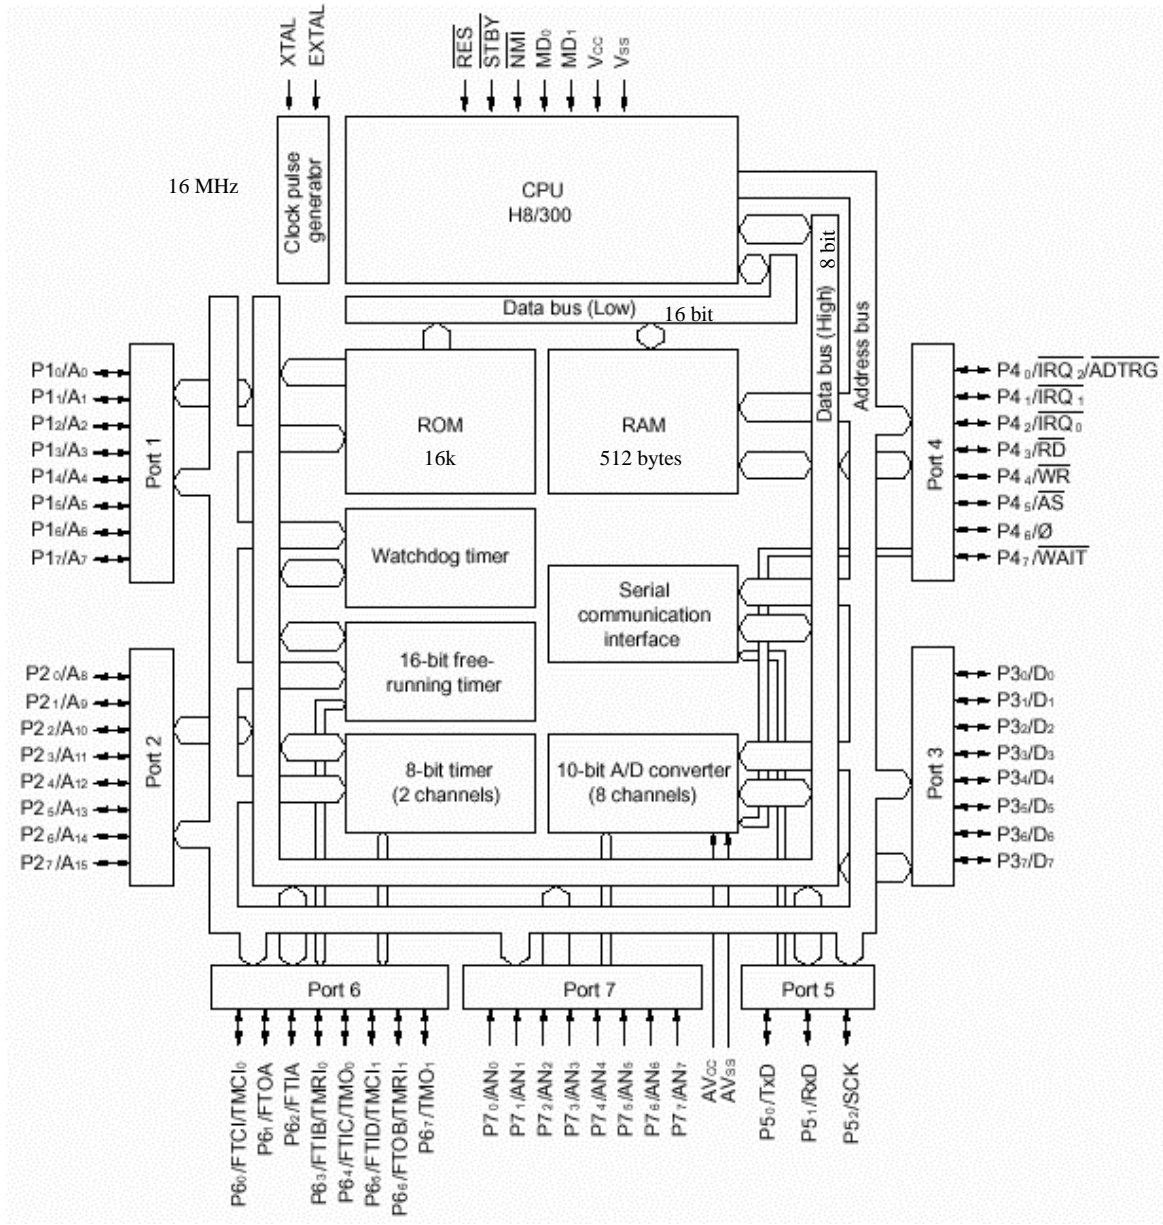 XTAL
EXTAL
RES
STBY
NMI
MD0
MD1
VCC
VSS
16 MHz
Clock pulse
generator
CPU
H8/300
8 bit
Data bus (High)
Address bus
Data bus (Low)
16 bit
P10/A0
P11/A1
P12/A2
P13/A3
P14/A4
P15/A5
P16/A6
P17/A7
Port 1
ROM
16k
RAM
512 bytes
Port 4
P40/IRQ2/ADTRG
P41/IRQ1
P42/IRQ0
P43/RD
P44/WR
P45/AS
P46/Ø
P47/WAIT
Watchdog timer
Serial
communication
interface
16-bit free-
running timer
8-bit timer
(2 channels)
10-bit A/D converter
(8 channels)
P20/A8
P21/A9
P22/A10
P23/A11
P24/A12
P25/A13
P26/A14
P27/A15
Port 2
Port 3
P30/D0
P31/D1
P32/D2
P33/D3
P34/D4
P35/D5
P36/D6
P37/D7
Port 6
Port 7
Port 5
P60/FTCI/TMCI0
P61/FTOA
P62/FTIA
P63/FTIB/TMRI0
P64/FTIC/TMO0
P65/FTID/TMCI1
P66/FTOB/TMRI1
P67/TMO1
P70/AN0
P71/AN1
P72/AN2
P73/AN3
P74/AN4
P75/AN5
P76/AN6
P77/AN7
AVCC
AVSS
P50/TxD
P51/RxD
P52/SCK